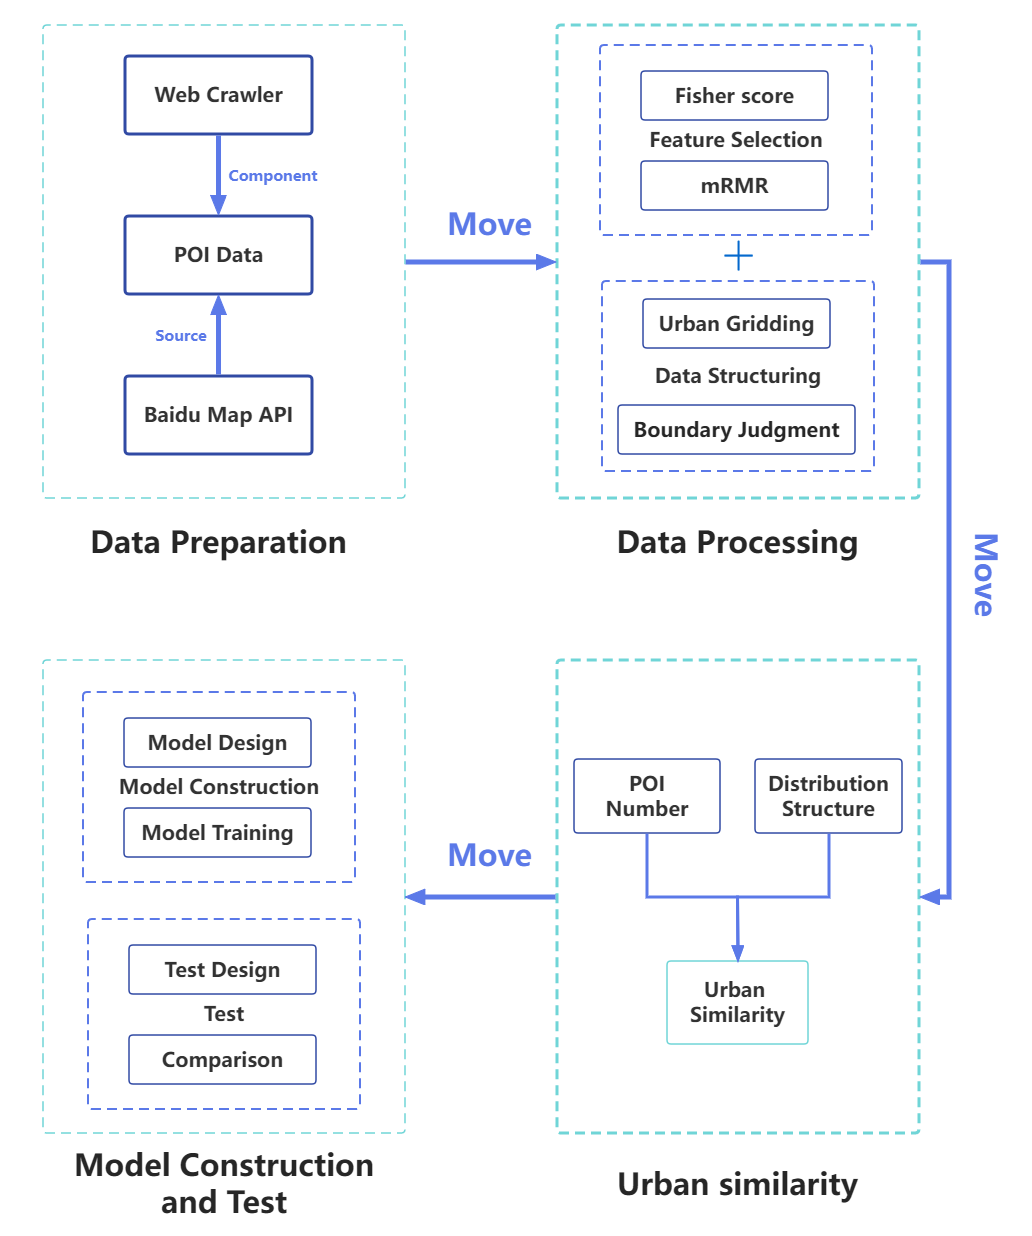 Web Crawler
Component
POI Data
Source
Baidu Map API
Data Preparation
Move
Fisher score
Feature Selection
mRMR
Urban Gridding
Data Structuring
Boundary Judgment
Data Processing
Move
POI
Number
Distribution
Structure
Urban
Similarity
Urban similarity
Move
Model Design
Model Construction
Model Training
Test Design
Test
Comparison
Model Construction
and Test